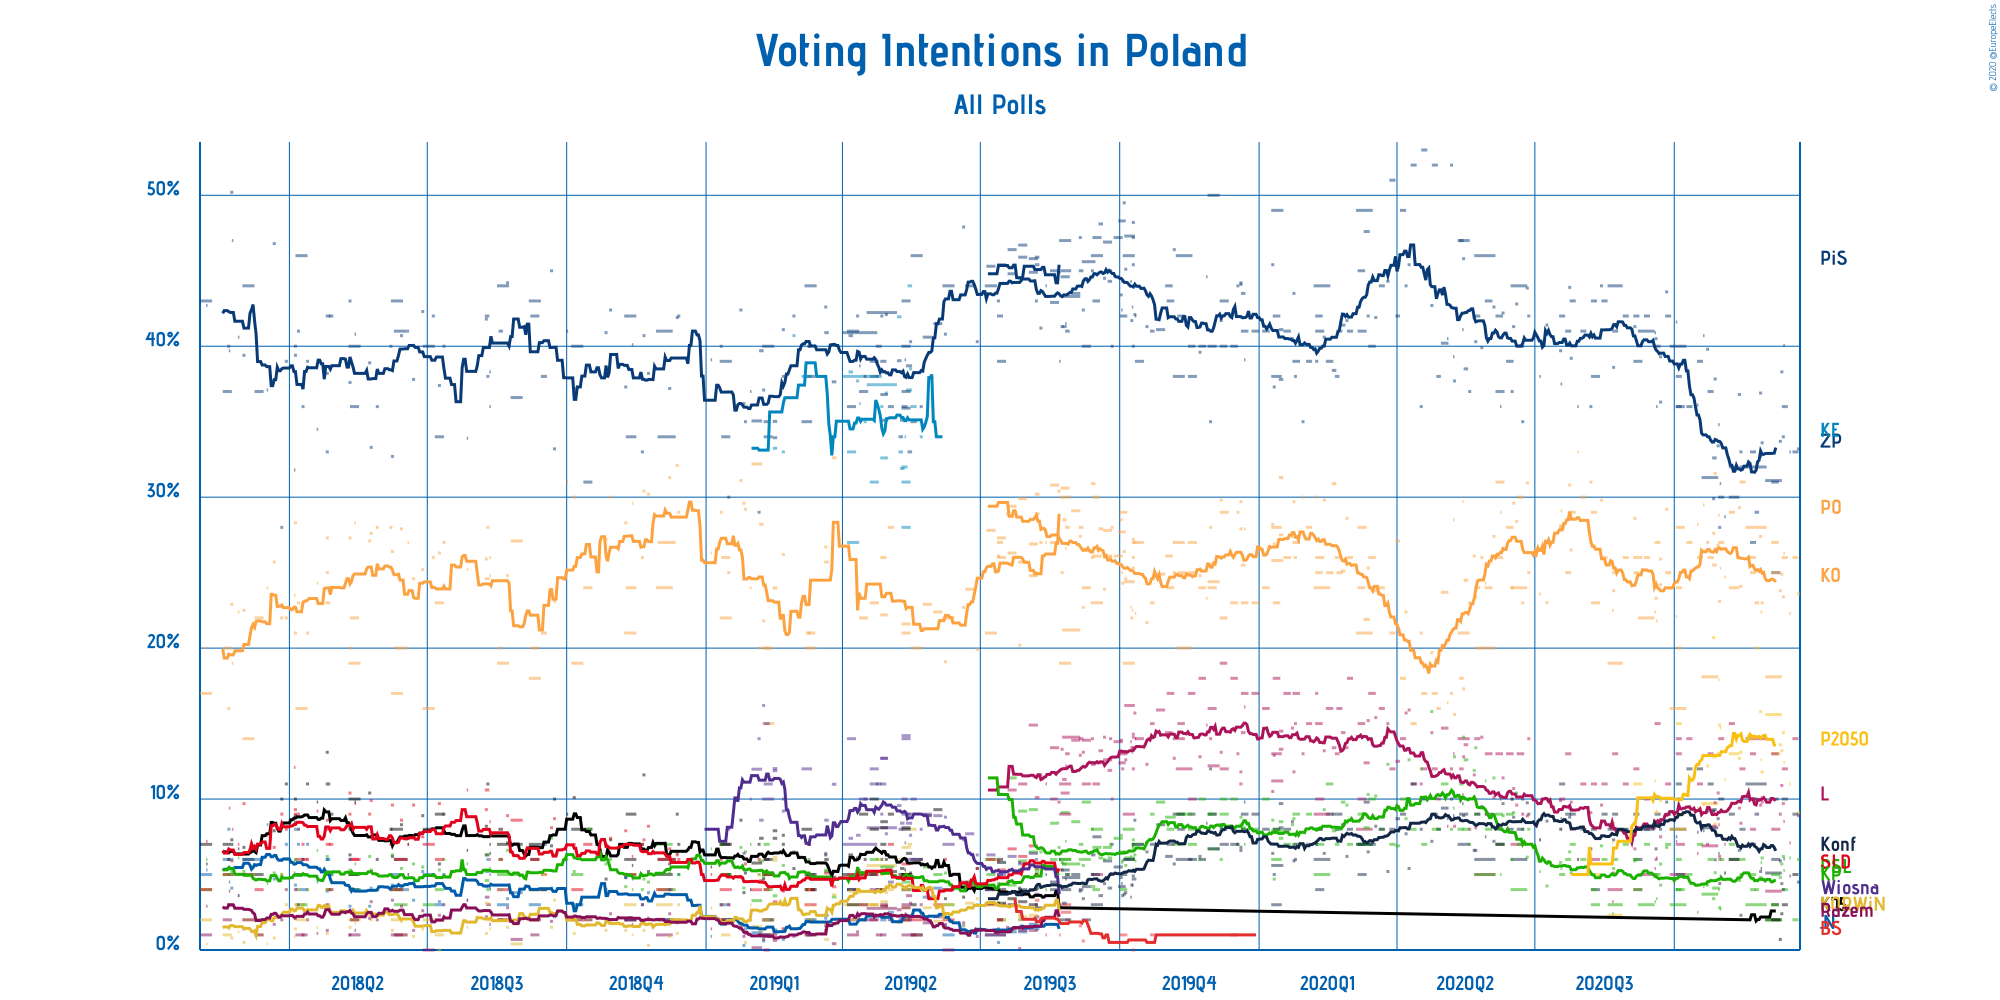 © 2020 @EuropeElects
Voting Intentions in Poland
All Polls
50%
40%
30%
20%
10%
0%
PiS
KE
ZP
PO
KO
P2050
L
Konf
SLD
KP
Wiosna
KORWiN
Razem
BS
2018Q2
2018Q3
2018Q4
2019Q1
2019Q2
2019Q3
2019Q4
2020Q1
2020Q2
2020Q3